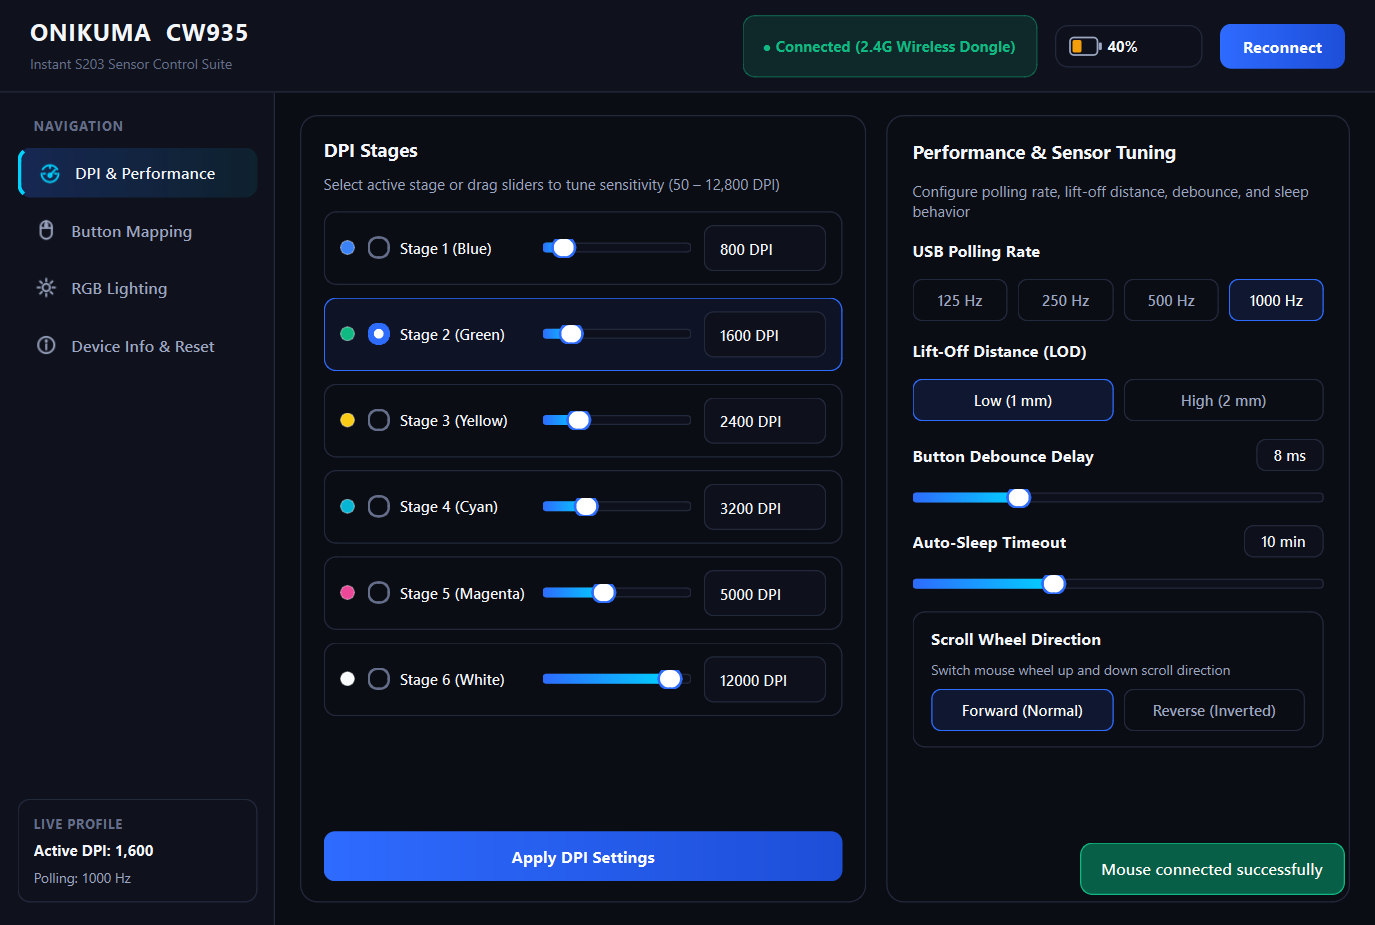 ONIKUMA CW935
Instant S203 Sensor Control Suite
Connected (2.4G Wireless Dongle)
40%
Reconnect
NAVIGATION
DPI & Performance
Button Mapping
RGB Lighting
Device Info & Reset
LIVE PROFILE
Active DPI: 1,600
Polling: 1000 Hz
DPI Stages
Select active stage or drag sliders to tune sensitivity (50 – 12,800 DPI)
Stage 1 (Blue) 800 DPI
Stage 2 (Green) 1600 DPI
Stage 3 (Yellow) 2400 DPI
Stage 4 (Cyan) 3200 DPI
Stage 5 (Magenta) 5000 DPI
Stage 6 (White) 12000 DPI
Apply DPI Settings
Performance & Sensor Tuning
Configure polling rate, lift-off distance, debounce, and sleep
behavior
USB Polling Rate
125 Hz 250 Hz 500 Hz 1000 Hz
Lift-Off Distance (LOD)
Low (1 mm) High (2 mm)
Button Debounce Delay 8 ms
Auto-Sleep Timeout 10 min
Scroll Wheel Direction
Switch mouse wheel up and down scroll direction
Forward (Normal) Reverse (Inverted)
Mouse connected successfully